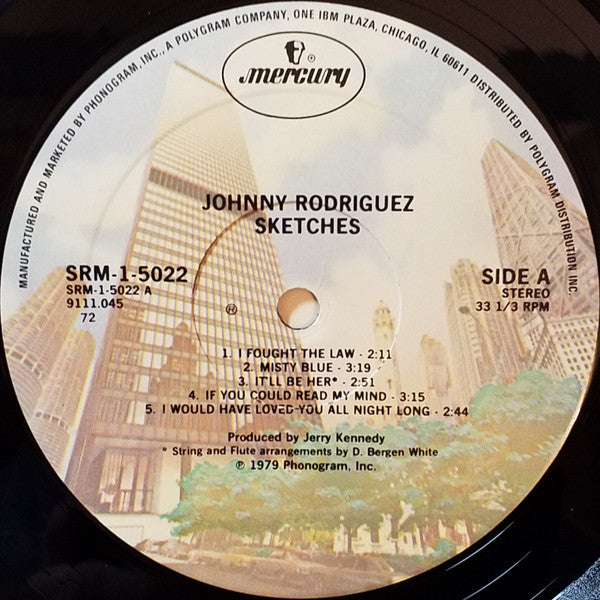 MANUFACTURED AND MARKETED BY PHONOGRAM, INC., A POLYGRAM COMPANY, ONE IBM PLAZA, CHICAGO, IL 60611 DISTRIBUTED BY POLYGRAM DISTRIBUTION INC.
®
mercury
JOHNNY RODRIGUEZ
SKETCHES
SRM-1-5022
SRM-1-5022 A
9111.045
72
SIDE A
STEREO
33 1/3 RPM
1. I FOUGHT THE LAW - 2:11
2. MISTY BLUE - 3:19
3. IT'LL BE HER* - 2:51
4. IF YOU COULD READ MY MIND - 3:15
5. I WOULD HAVE LOVED YOU ALL NIGHT LONG - 2:44
Produced by Jerry Kennedy
* String and Flute arrangements by D. Bergen White
℗ 1979 Phonogram, Inc.